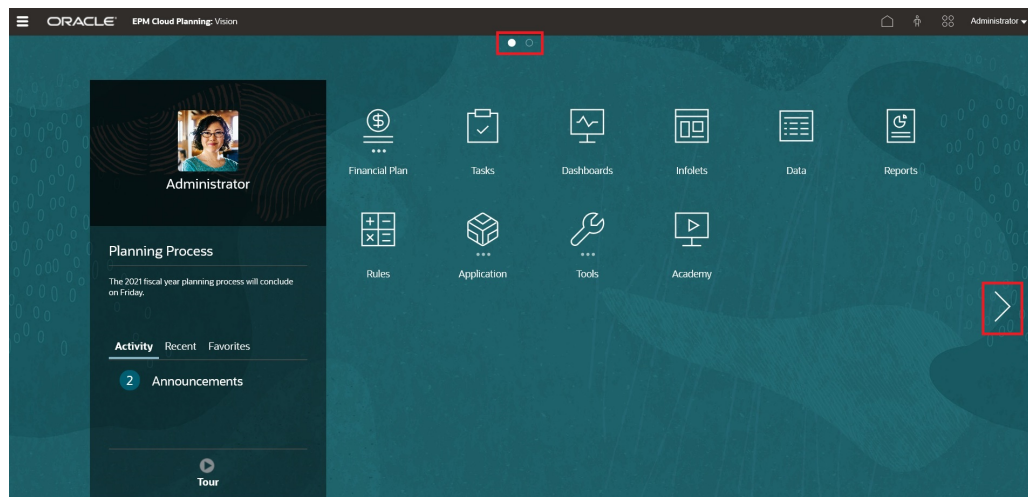 ORACLE EPM Cloud Planning: Vision Administrator
Administrator
Planning Process
The 2021 fiscal year planning process will conclude
on Friday.
Activity Recent Favorites
2 Announcements
Tour
Financial Plan Tasks Dashboards Infolets Data Reports
Rules Application Tools Academy